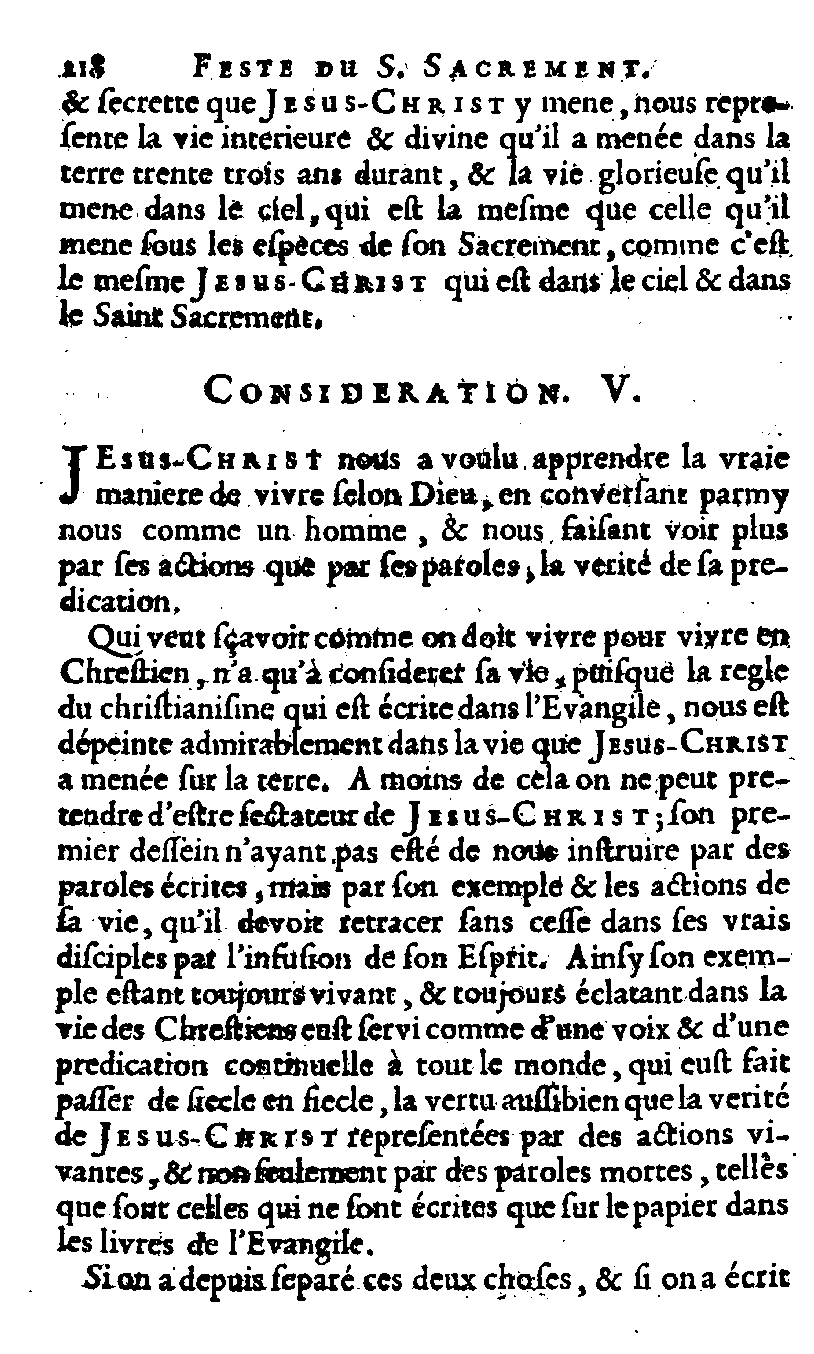 218 FESTE DU S. SACREMENT.
& ſecrette que JESUS-CHRIST y mene, nous repre-
ſente la vie interieure & divine qu'il a menée dans la
terre trente trois ans durant, & la vie glorieuſe qu'il
mene dans le ciel, qui eſt la meſme que celle qu'il
mene ſous les eſpèces de ſon Sacrement, comme c'eſt
le meſme JESUS-CHRIST qui eſt dans le ciel & dans
le Saint Sacrement.
CONSIDERATION. V.
JESUS-CHRIST nous a voulu apprendre la vraie
maniere de vivre ſelon Dieu, en converſant parmy
nous comme un homme, & nous faiſant voir plus
par ſes actions que par ſes paroles, la verité de ſa pre-
dication.
Qui veut ſçavoir comme on doit vivre pour vivre en
Chreſtien, n'a qu'à conſiderer ſa vie, puiſque la regle
du chriſtianiſme qui eſt écrite dans l'Evangile, nous eſt
dépeinte admirablement dans la vie que JESUS-CHRIST
a menée ſur la terre. A moins de cela on ne peut pre-
tendre d'eſtre ſectateur de JESUS-CHRIST; ſon pre-
mier deſſein n'ayant pas eſté de nous inſtruire par des
paroles écrites, mais par ſon exemple & les actions de
ſa vie, qu'il devoit retracer ſans ceſſe dans ſes vrais
diſciples par l'infuſion de ſon Eſprit. Ainſy ſon exem-
ple eſtant toujours vivant, & toujours éclatant dans la
vie des Chreſtiens euſt ſervi comme d'une voix & d'une
predication continuelle à tout le monde, qui euſt fait
paſſer de ſiecle en ſiecle, la vertu auſſibien que la verité
de JESUS-CHRIST repreſentées par des actions vi-
vantes, & non ſeulement par des paroles mortes, telles
que ſont celles qui ne ſont écrites que ſur le papier dans
les livres de l'Evangile.
Si on a depuis ſeparé ces deux choſes, & ſi on a écrit